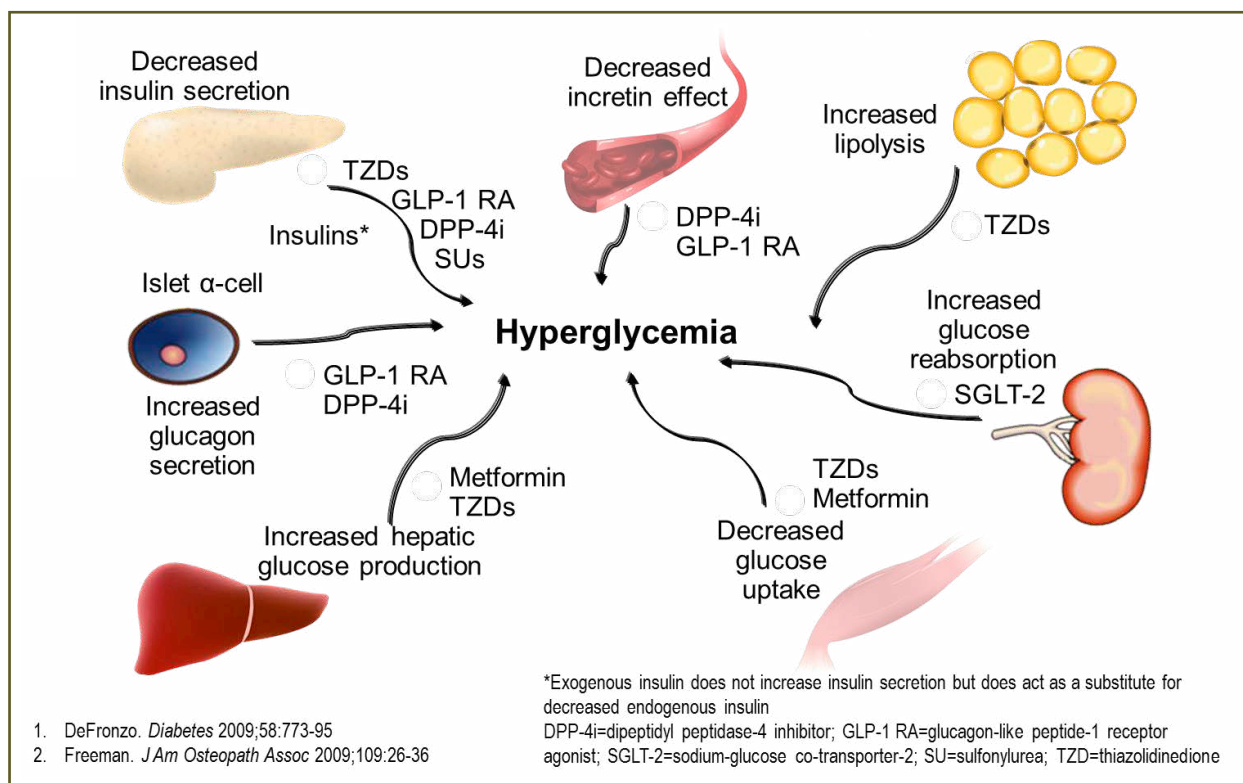 Decreased
insulin secretion
TZDs
GLP-1 RA
DPP-4i
SUs
Insulins*
Decreased
incretin effect
DPP-4i
GLP-1 RA
Increased
lipolysis
TZDs
Islet α-cell
GLP-1 RA
DPP-4i
Increased
glucagon
secretion
Hyperglycemia
Increased
glucose
reabsorption
SGLT-2
Metformin
TZDs
Increased hepatic
glucose production
TZDs
Metformin
Decreased
glucose
uptake
*Exogenous insulin does not increase insulin secretion but does act as a substitute for
decreased endogenous insulin
DPP-4i=dipeptidyl peptidase-4 inhibitor; GLP-1 RA=glucagon-like peptide-1 receptor
agonist; SGLT-2=sodium-glucose co-transporter-2; SU=sulfonylurea; TZD=thiazolidinedione
1. DeFronzo. Diabetes 2009;58:773-95
2. Freeman. J Am Osteopath Assoc 2009;109:26-36